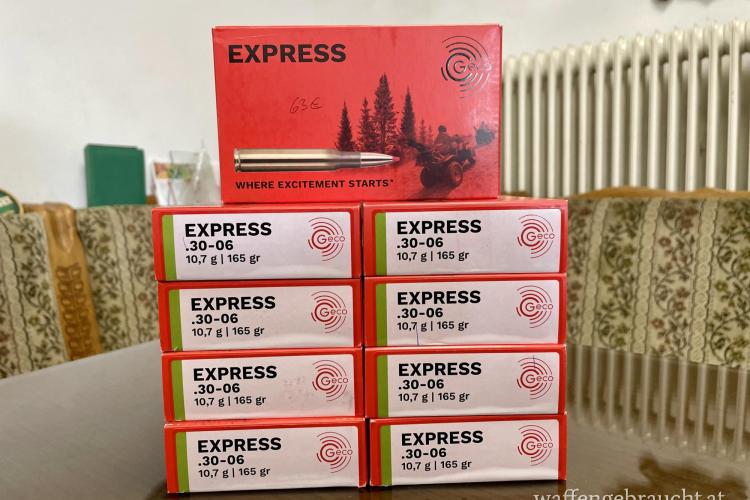 EXPRESS
Geco
63€
WHERE EXCITEMENT STARTS*
EXPRESS
.30-06
10,7 g | 165 gr
Geco
EXPRESS
.30-06
10,7 g | 165 gr
Geco
EXPRESS
.30-06
10,7 g | 165 gr
Geco
EXPRESS
.30-06
10,7 g | 165 gr
Geco
EXPRESS
.30-06
10,7 g | 165 gr
Geco
EXPRESS
.30-06
10,7 g | 165 gr
Geco
EXPRESS
.30-06
10,7 g | 165 gr
Geco
EXPRESS
.30-06
10,7 g | 165 gr
Geco
waffengebraucht.at